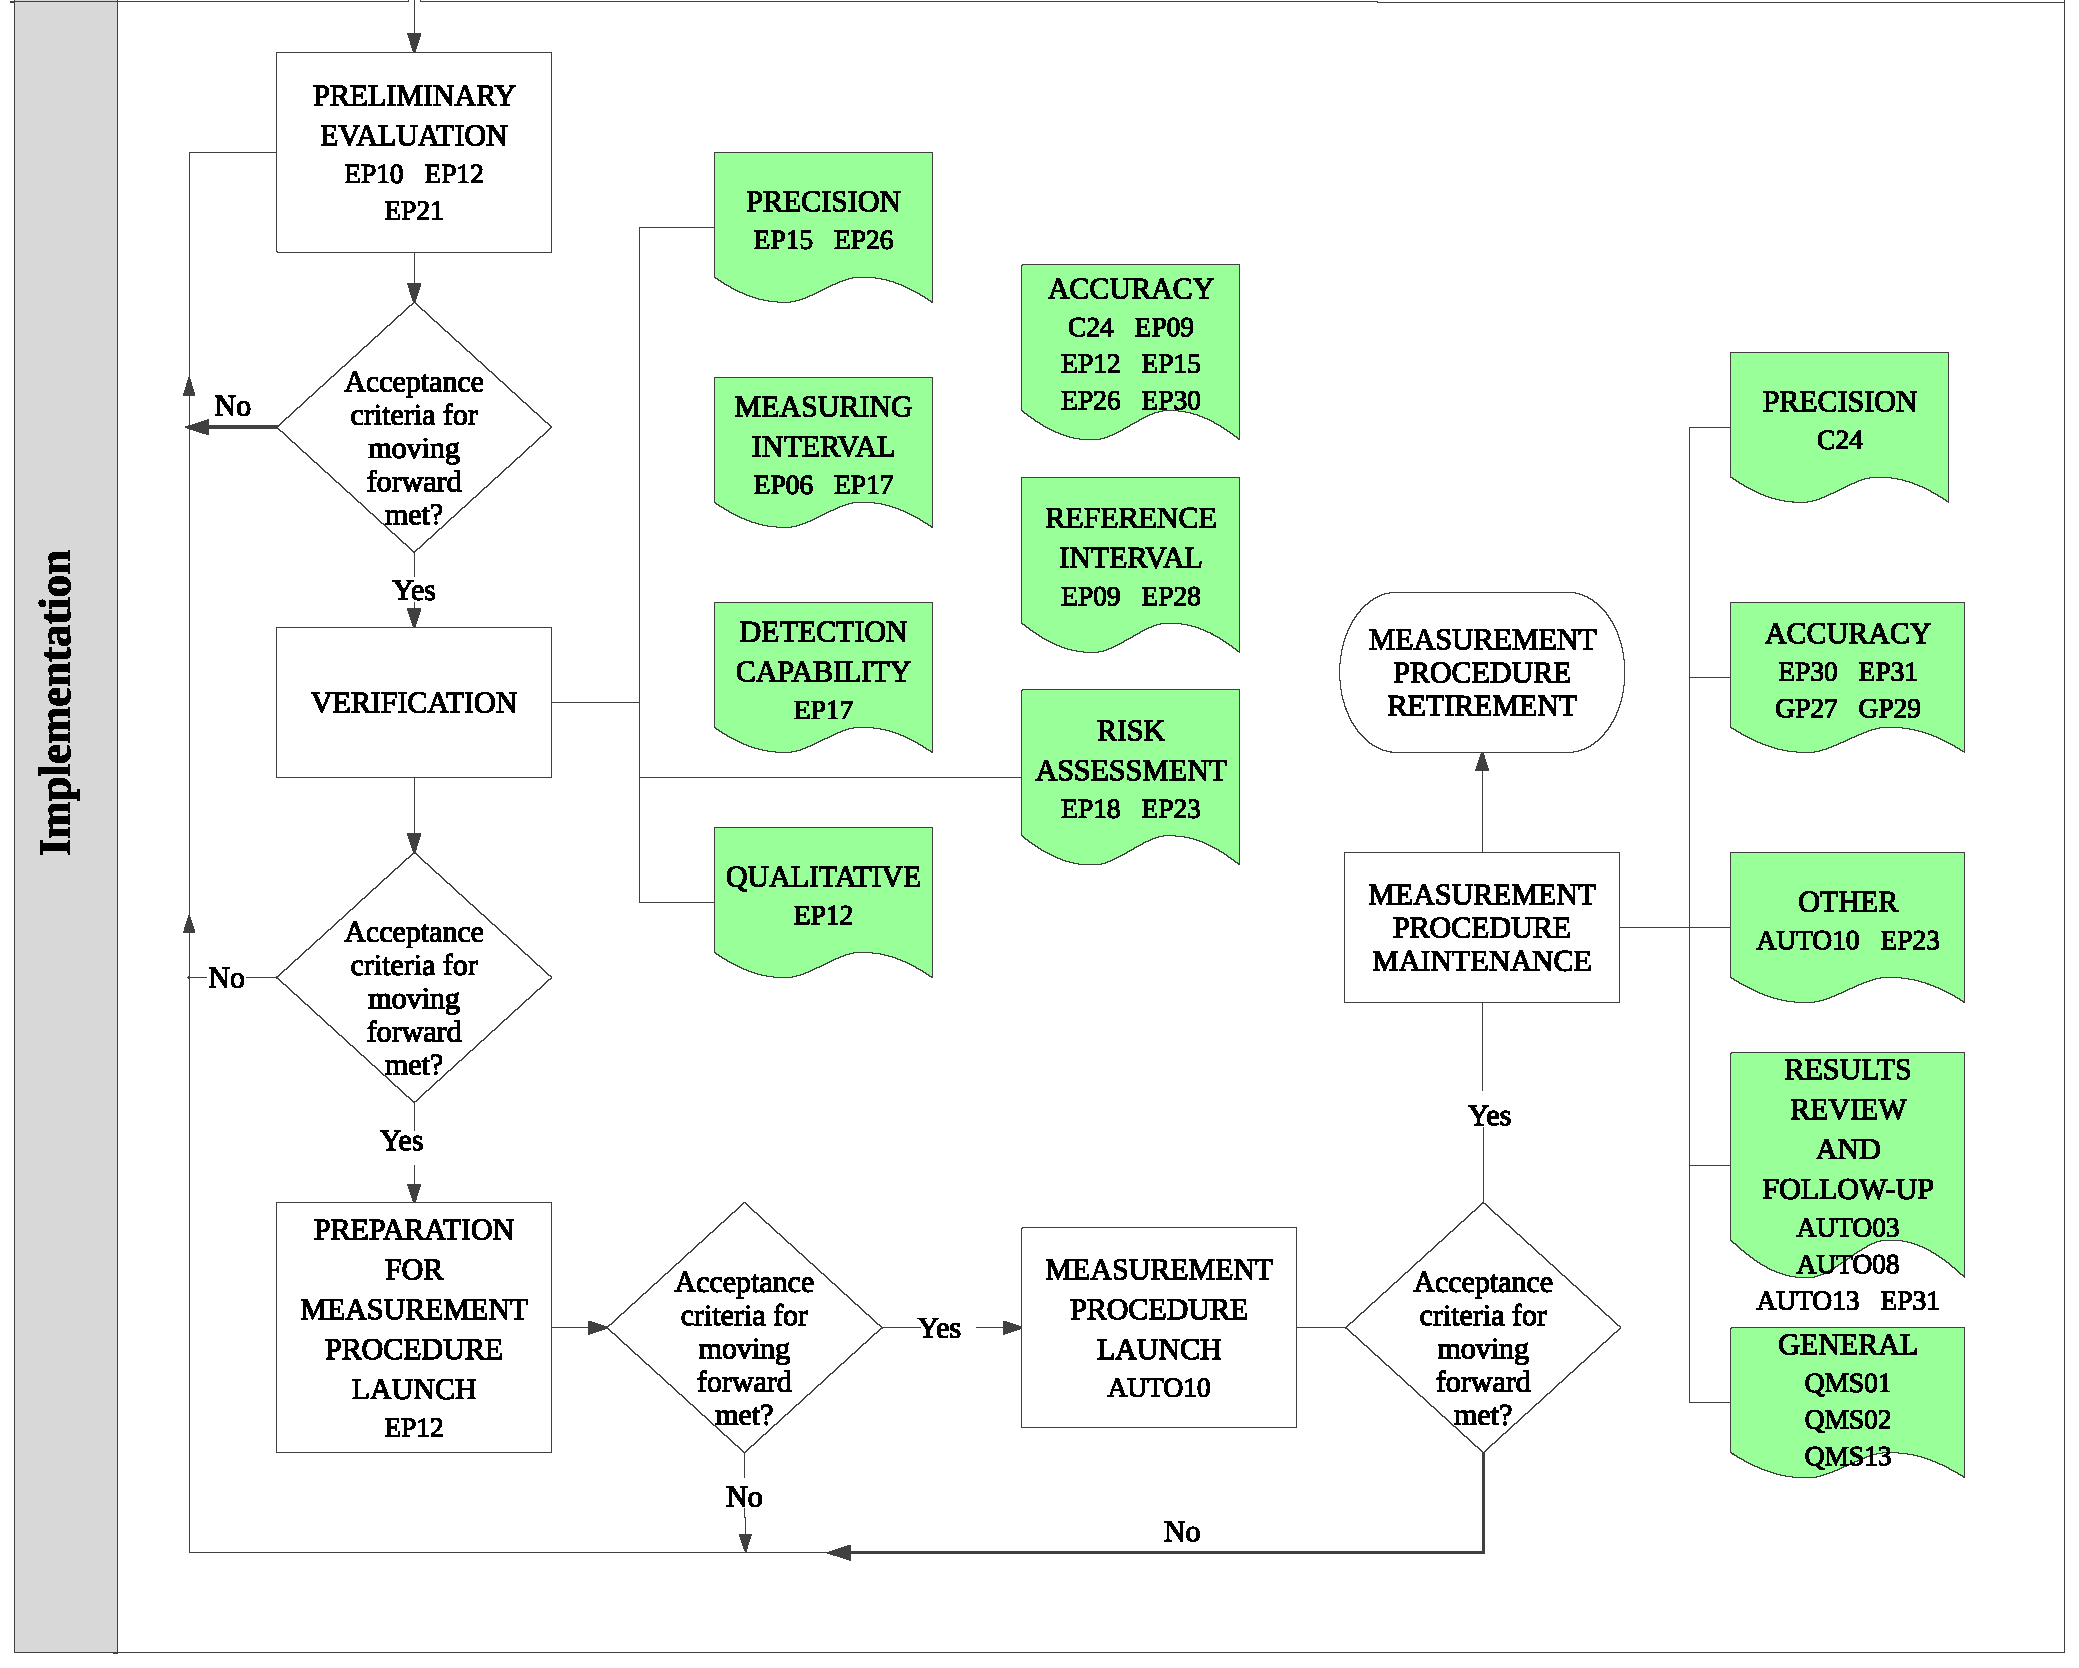 Implementation
PRELIMINARY
EVALUATION
EP10 EP12
EP21
Acceptance
criteria for
moving
forward
met?
No
Yes
VERIFICATION
PRECISION
EP15 EP26
MEASURING
INTERVAL
EP06 EP17
DETECTION
CAPABILITY
EP17
QUALITATIVE
EP12
ACCURACY
C24 EP09
EP12 EP15
EP26 EP30
REFERENCE
INTERVAL
EP09 EP28
RISK
ASSESSMENT
EP18 EP23
Acceptance
criteria for
moving
forward
met?
No
Yes
PREPARATION
FOR
MEASUREMENT
PROCEDURE
LAUNCH
EP12
Acceptance
criteria for
moving
forward
met?
No
Yes
MEASUREMENT
PROCEDURE
LAUNCH
AUTO10
Acceptance
criteria for
moving
forward
met?
No
Yes
MEASUREMENT
PROCEDURE
MAINTENANCE
MEASUREMENT
PROCEDURE
RETIREMENT
PRECISION
C24
ACCURACY
EP30 EP31
GP27 GP29
OTHER
AUTO10 EP23
RESULTS
REVIEW
AND
FOLLOW-UP
AUTO03
AUTO08
AUTO13 EP31
GENERAL
QMS01
QMS02
QMS13